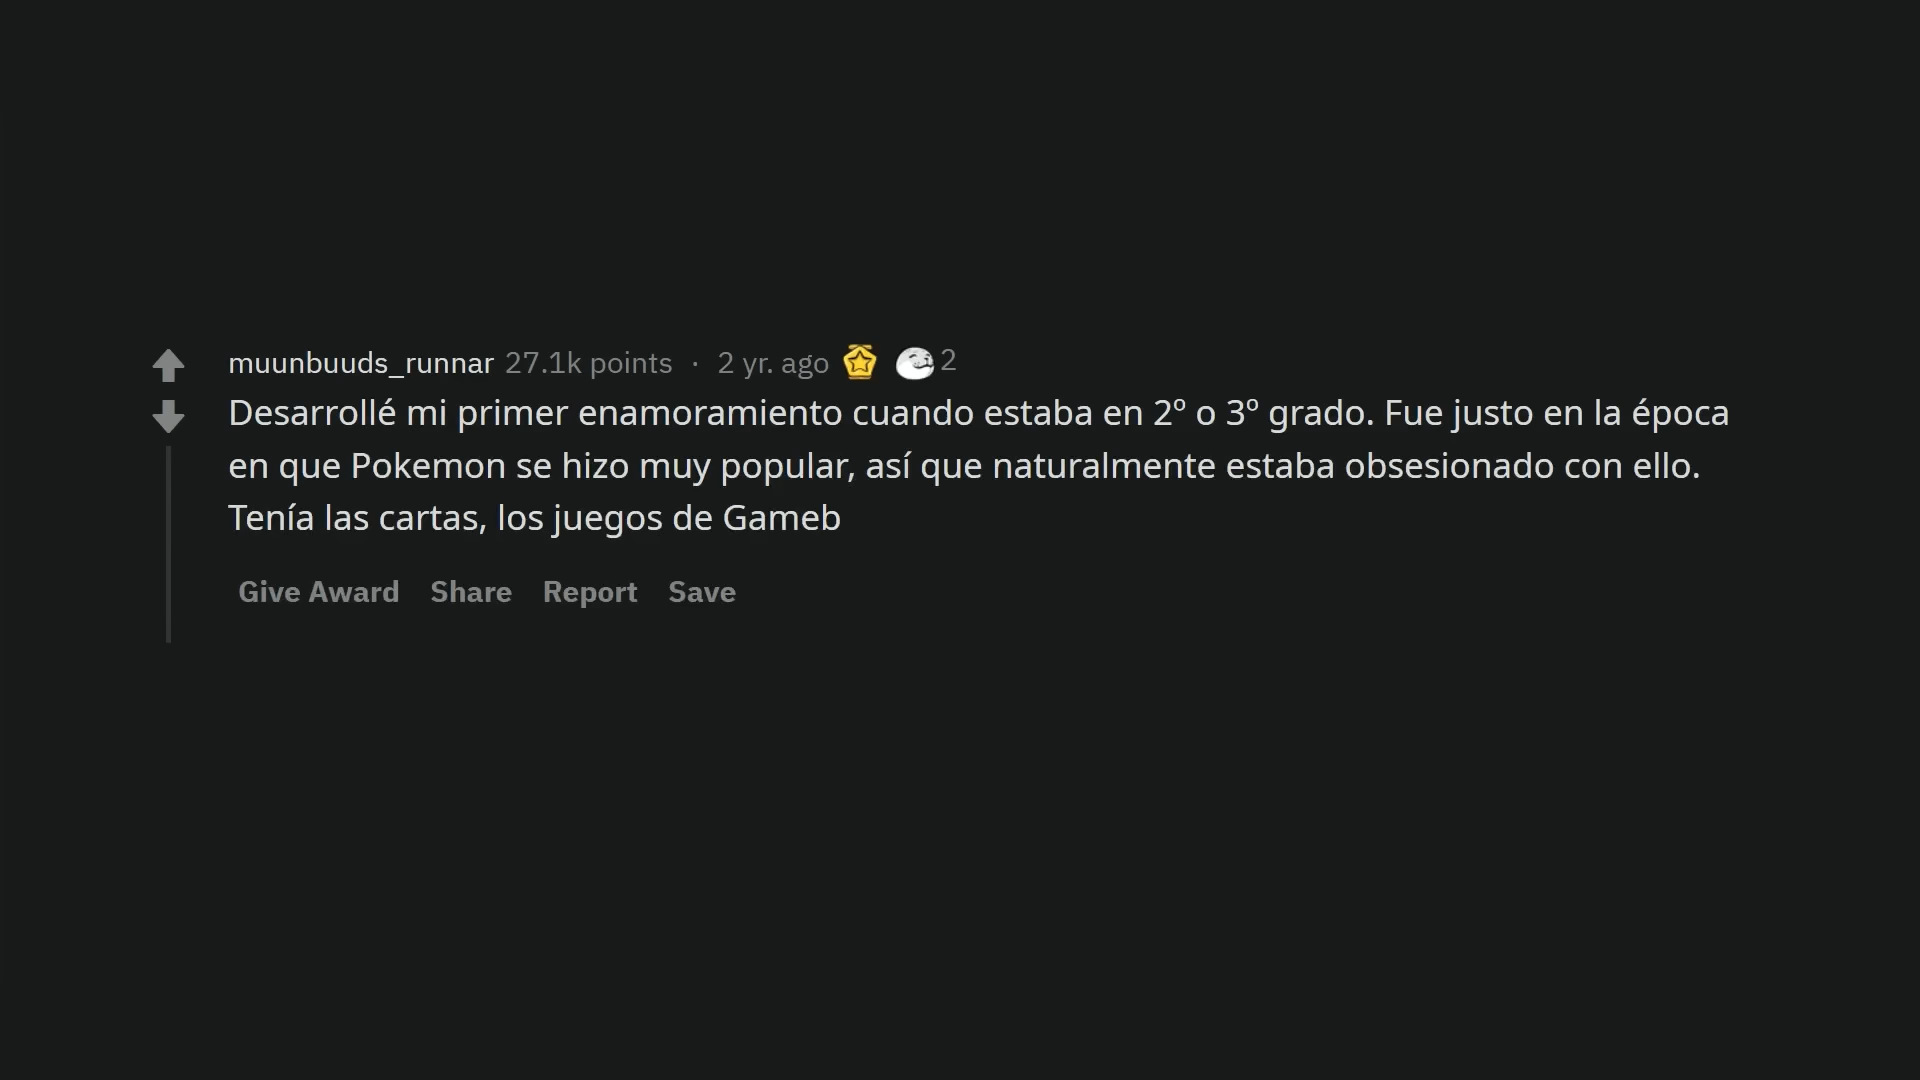 muunbuuds_runnar 27.1k points · 2 yr. ago 2
Desarrollé mi primer enamoramiento cuando estaba en 2º o 3º grado. Fue justo en la época
en que Pokemon se hizo muy popular, así que naturalmente estaba obsesionado con ello.
Tenía las cartas, los juegos de Gameb
Give Award Share Report Save